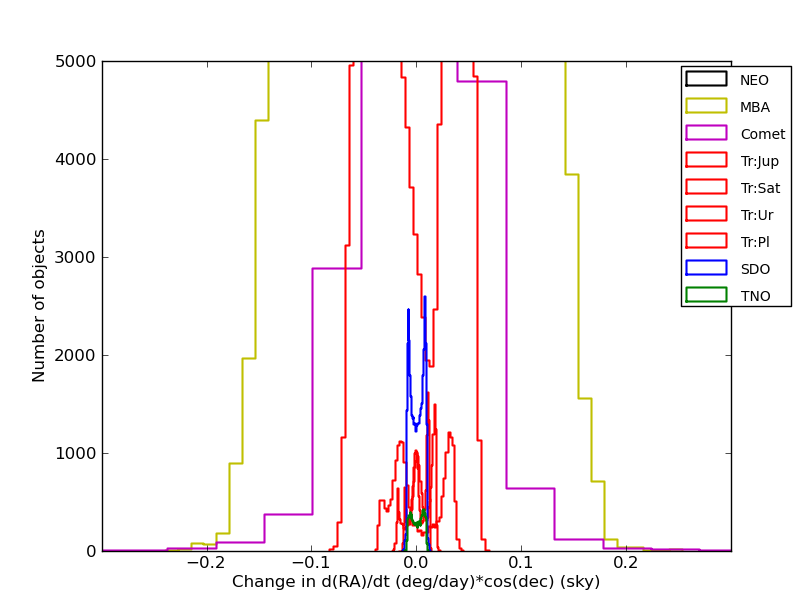 5000
4000
3000
2000
1000
0
Number of objects
−0.2
−0.1
0.0
0.1
0.2
Change in d(RA)/dt (deg/day)*cos(dec) (sky)
NEO
MBA
Comet
Tr:Jup
Tr:Sat
Tr:Ur
Tr:Pl
SDO
TNO